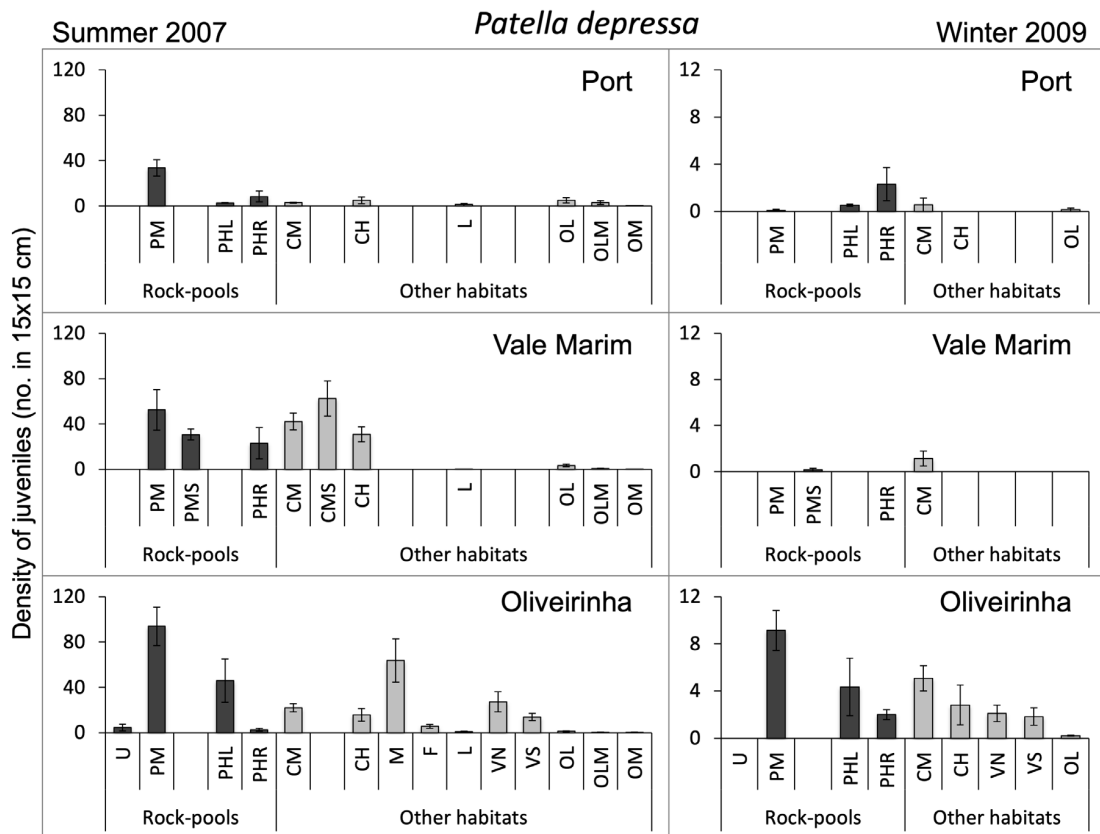 Summer 2007
Patella depressa
Winter 2009
Density of juveniles (no. in 15x15 cm)
Port
120
80
40
0
PM PHL PHR CM CH L OL OLM OM
Rock-pools Other habitats
Port
12
8
4
0
PM PHL PHR CM CH OL
Rock-pools Other habitats
Vale Marim
120
80
40
0
PM PMS PHR CM CMS CH L OL OLM OM
Rock-pools Other habitats
Vale Marim
12
8
4
0
PM PMS PHR CM
Rock-pools Other habitats
Oliveirinha
120
80
40
0
U PM PHL PHR CM CH M F L VN VS OL OLM OM
Rock-pools Other habitats
Oliveirinha
12
8
4
0
U PM PHL PHR CM CH VN VS OL
Rock-pools Other habitats